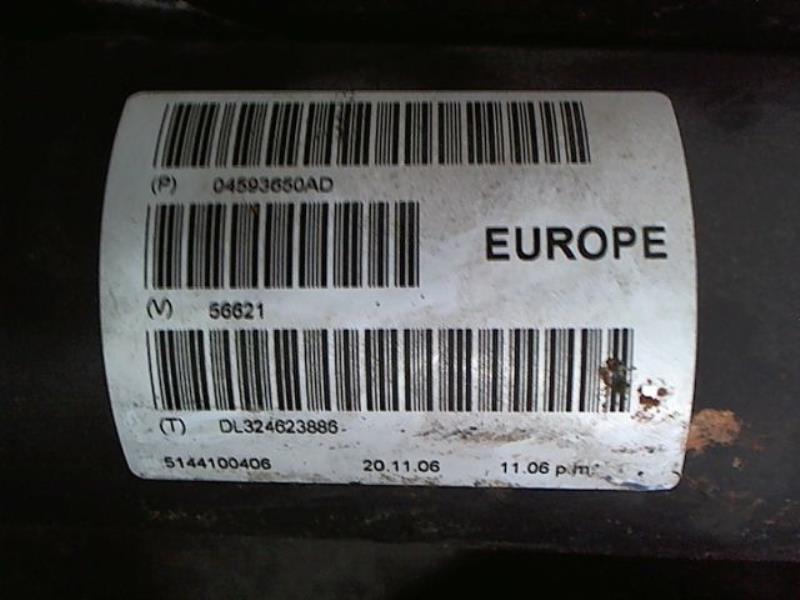 (P) 04593650AD
EUROPE
(V) 56621
(T) DL324623886
5144100406 20.11.06 11.06 p.m